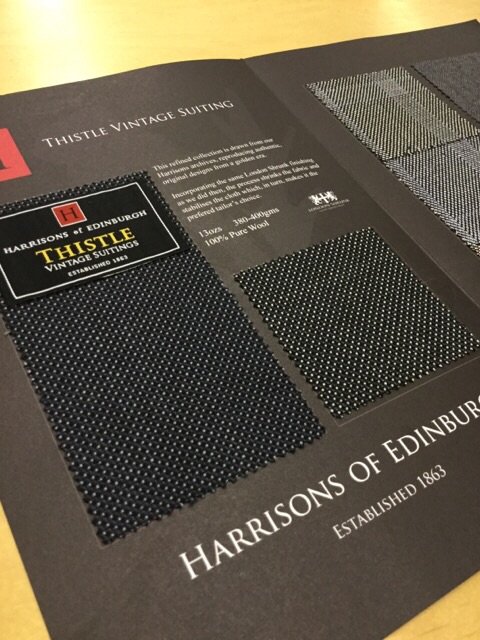 THISTLE VINTAGE SUITING
This refined collection is drawn from our
Harrisons archives, reproducing authentic,
original designs from a golden era.
Incorporating the same London Shrunk finishing
as we did then, the process shrunks the fabric and
stabilises the cloth which, in turn, makes it the
prefered tailor's choice.
13ozs 380-400gms
100% Pure Wool
H
HARRISONS of EDINBURGH
THISTLE
VINTAGE SUITINGS
ESTABLISHED 1863
HARRISONS OF EDINBURG
ESTABLISHED 1863